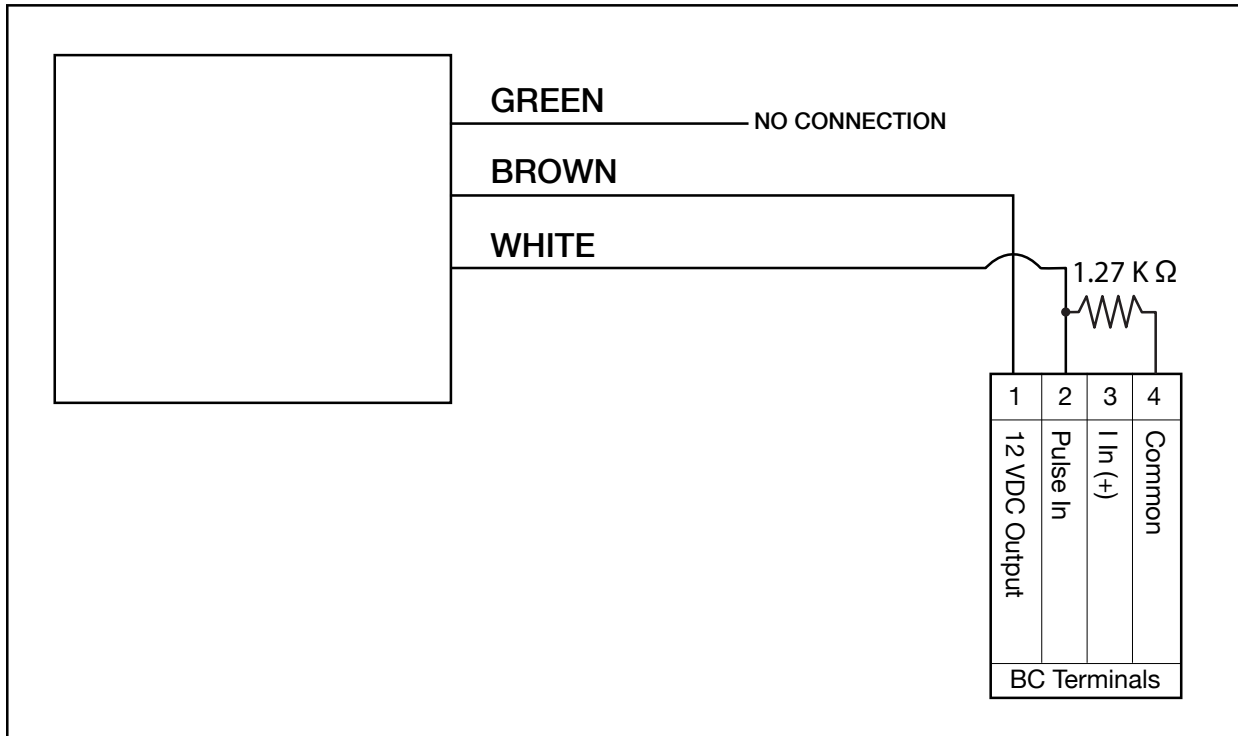 GREEN
NO CONNECTION
BROWN
WHITE
1.27 K Ω
1
2
3
4
12 VDC Output
Pulse In
I In (+)
Common
BC Terminals